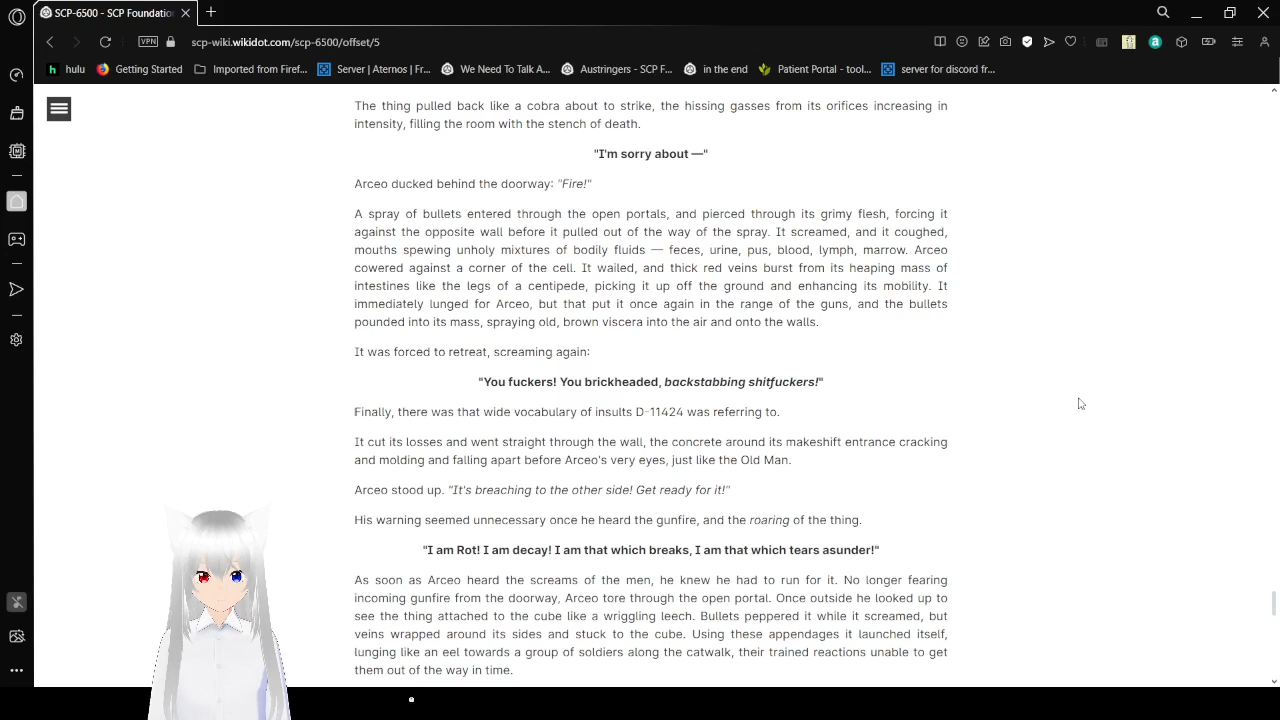 SCP-6500 - SCP Foundatio
scp-wiki.wikidot.com/scp-6500/offset/5
VPN
hulu
Getting Started
Imported from Firef...
Server | Aternos | Fr...
We Need To Talk A...
Austringers - SCP F...
in the end
Patient Portal - tool...
server for discord fr...
The thing pulled back like a cobra about to strike, the hissing gasses from its orifices increasing in
intensity, filling the room with the stench of death.
"I'm sorry about —"
Arceo ducked behind the doorway: "Fire!"
A spray of bullets entered through the open portals, and pierced through its grimy flesh, forcing it
against the opposite wall before it pulled out of the way of the spray. It screamed, and it coughed,
mouths spewing unholy mixtures of bodily fluids — feces, urine, pus, blood, lymph, marrow. Arceo
cowered against a corner of the cell. It wailed, and thick red veins burst from its heaping mass of
intestines like the legs of a centipede, picking it up off the ground and enhancing its mobility. It
immediately lunged for Arceo, but that put it once again in the range of the guns, and the bullets
pounded into its mass, spraying old, brown viscera into the air and onto the walls.
It was forced to retreat, screaming again:
"You fuckers! You brickheaded, backstabbing shitfuckers!"
Finally, there was that wide vocabulary of insults D-11424 was referring to.
It cut its losses and went straight through the wall, the concrete around its makeshift entrance cracking
and molding and falling apart before Arceo's very eyes, just like the Old Man.
Arceo stood up. "It's breaching to the other side! Get ready for it!"
His warning seemed unnecessary once he heard the gunfire, and the roaring of the thing.
"I am Rot! I am decay! I am that which breaks, I am that which tears asunder!"
As soon as Arceo heard the screams of the men, he knew he had to run for it. No longer fearing
incoming gunfire from the doorway, Arceo tore through the open portal. Once outside he looked up to
see the thing attached to the cube like a wriggling leech. Bullets peppered it while it screamed, but
veins wrapped around its sides and stuck to the cube. Using these appendages it launched itself,
lunging like an eel towards a group of soldiers along the catwalk, their trained reactions unable to get
them out of the way in time.